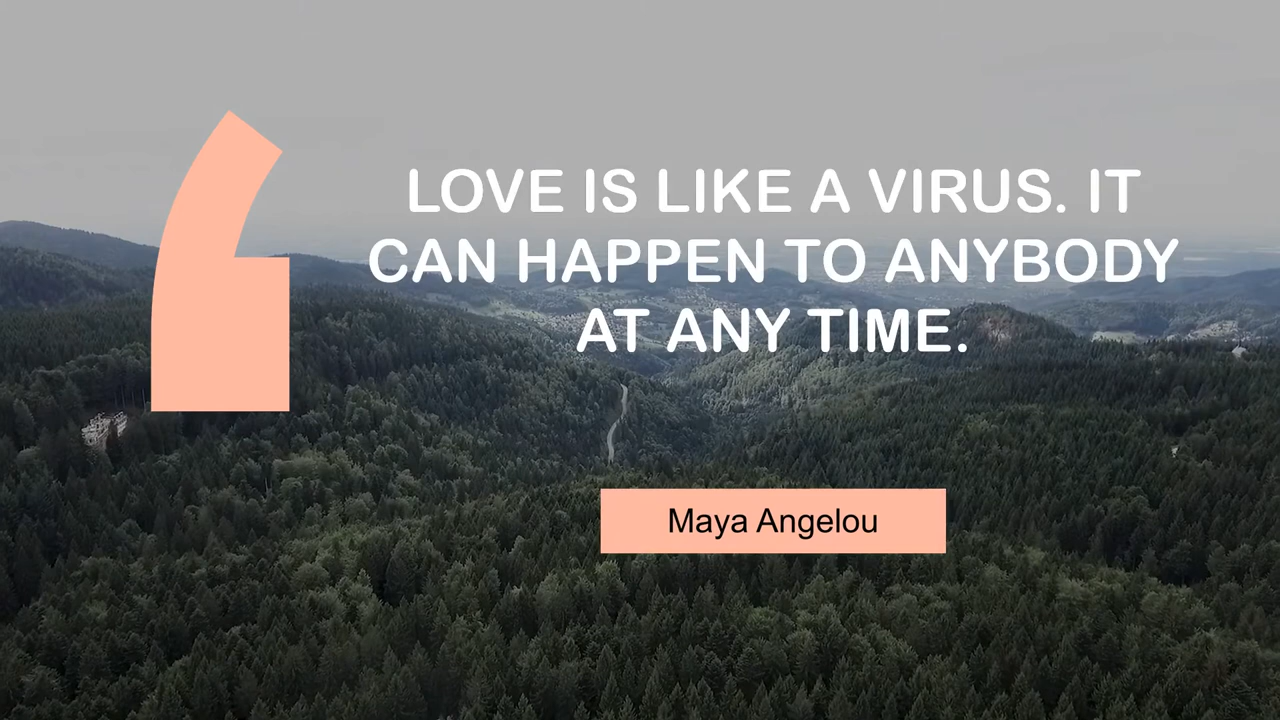 LOVE IS LIKE A VIRUS. IT
CAN HAPPEN TO ANYBODY
AT ANY TIME.
Maya Angelou